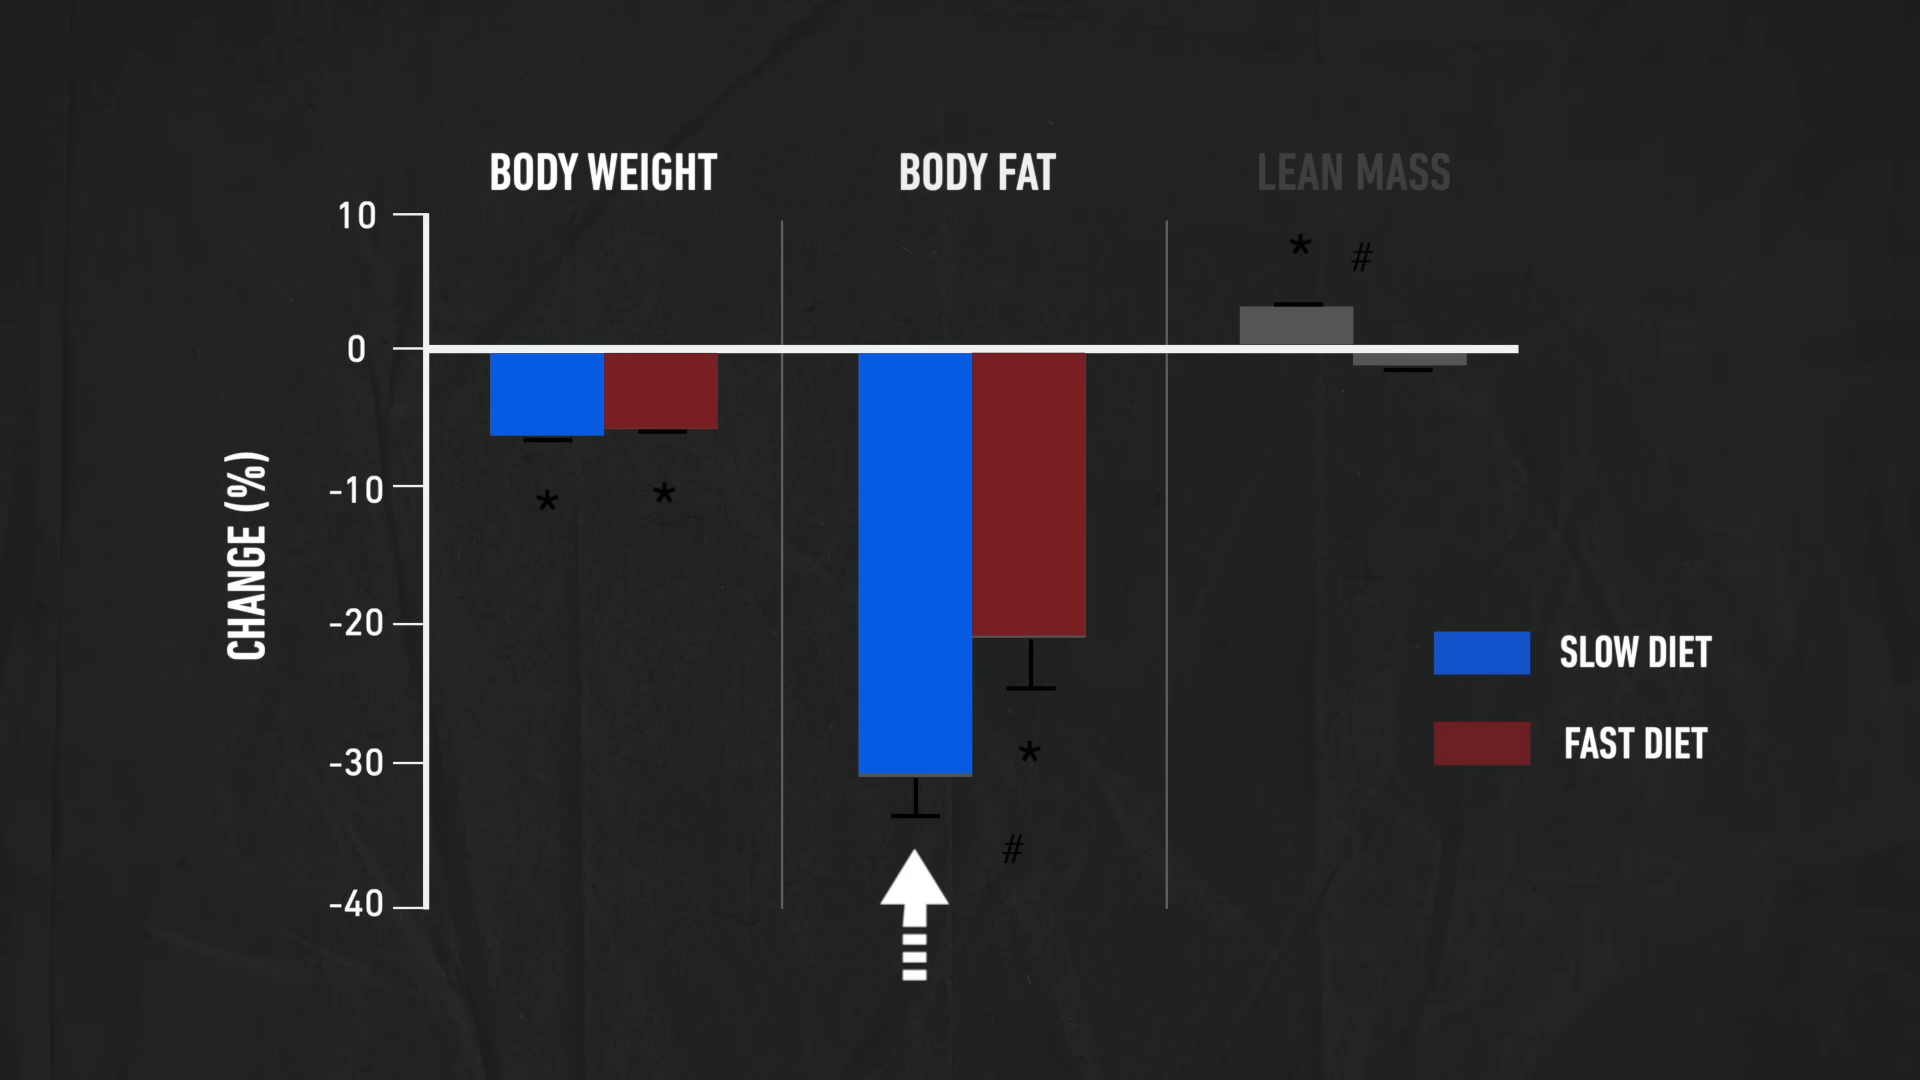 BODY WEIGHT
BODY FAT
LEAN MASS
10
0
-10
-20
-30
-40
CHANGE (%)
* #
* *
*
#
SLOW DIET
FAST DIET